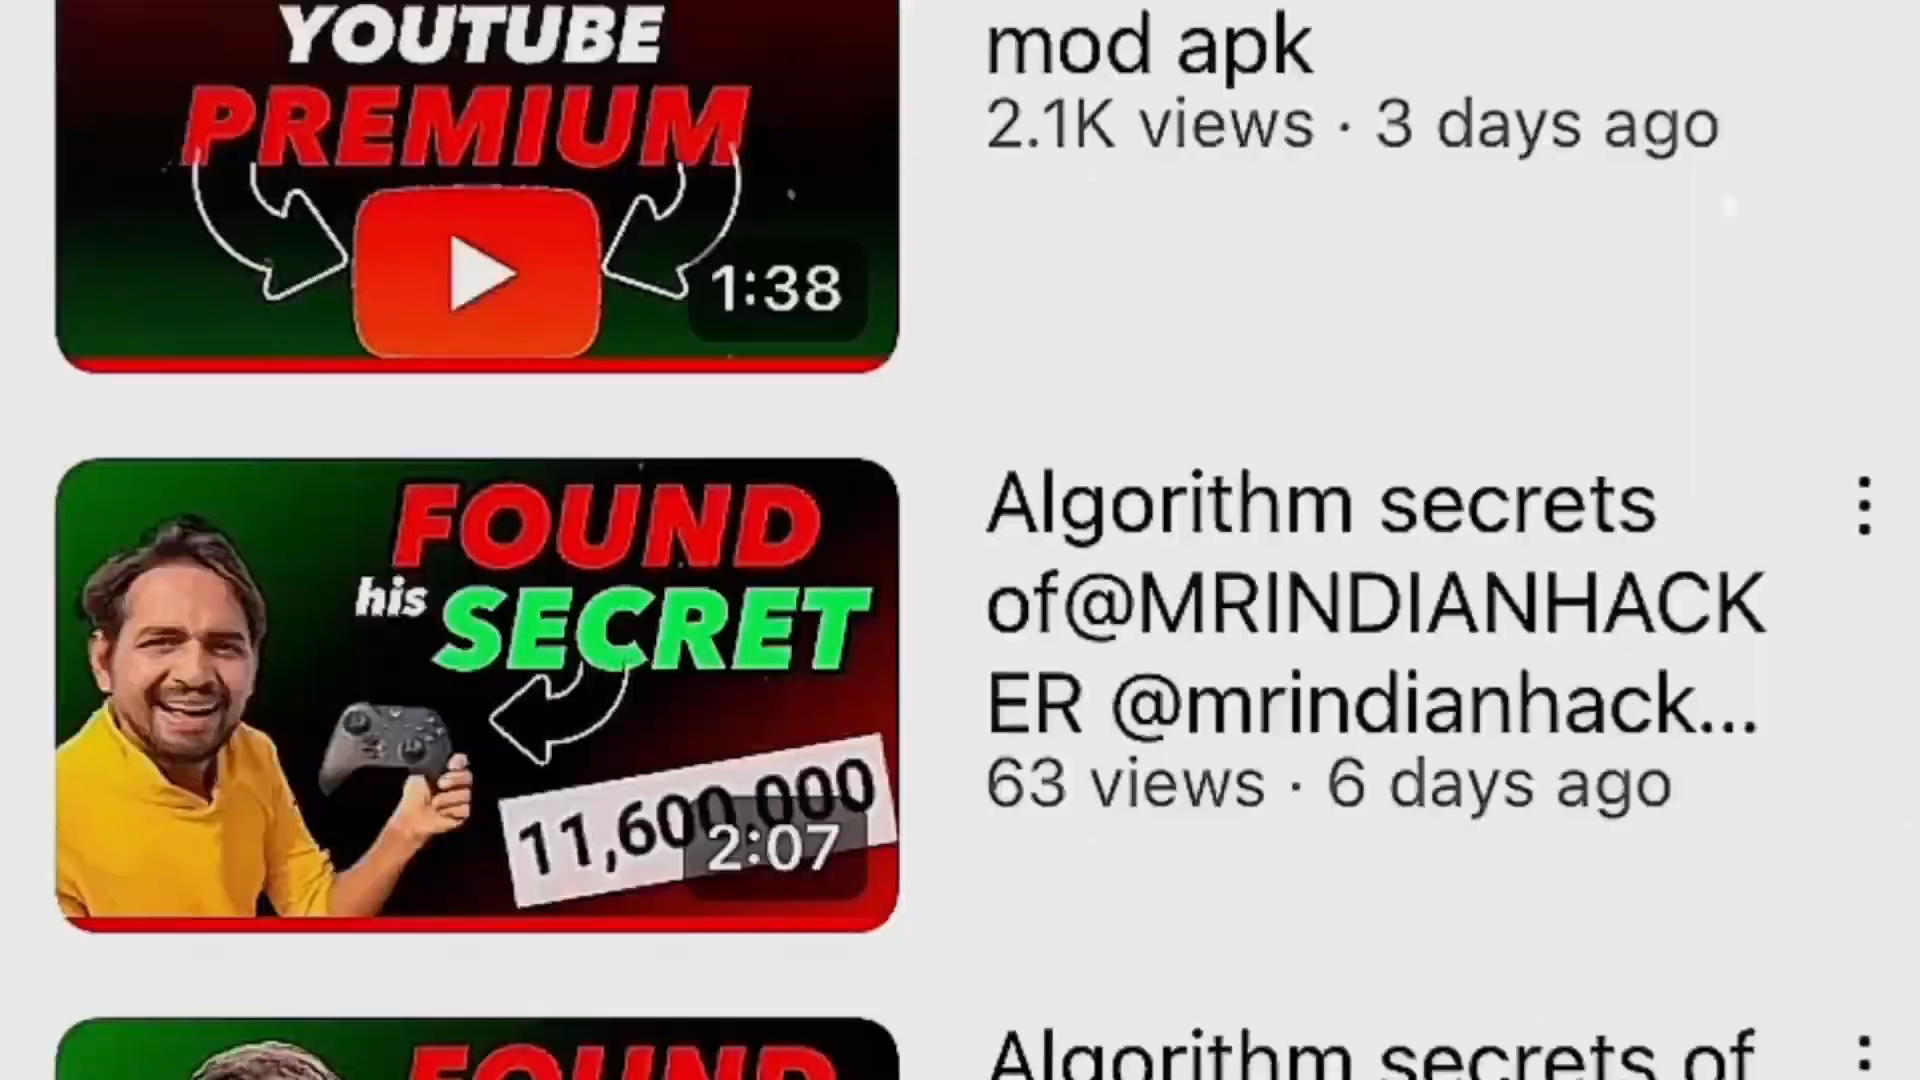 YOUTUBE
PREMIUM
1:38
mod apk
2.1K views · 3 days ago
FOUND
his SECRET
11,600,000
2:07
Algorithm secrets
of@MRINDIANHACK
ER @mrindianhack...
63 views · 6 days ago
FOUND
Algorithm secrets of